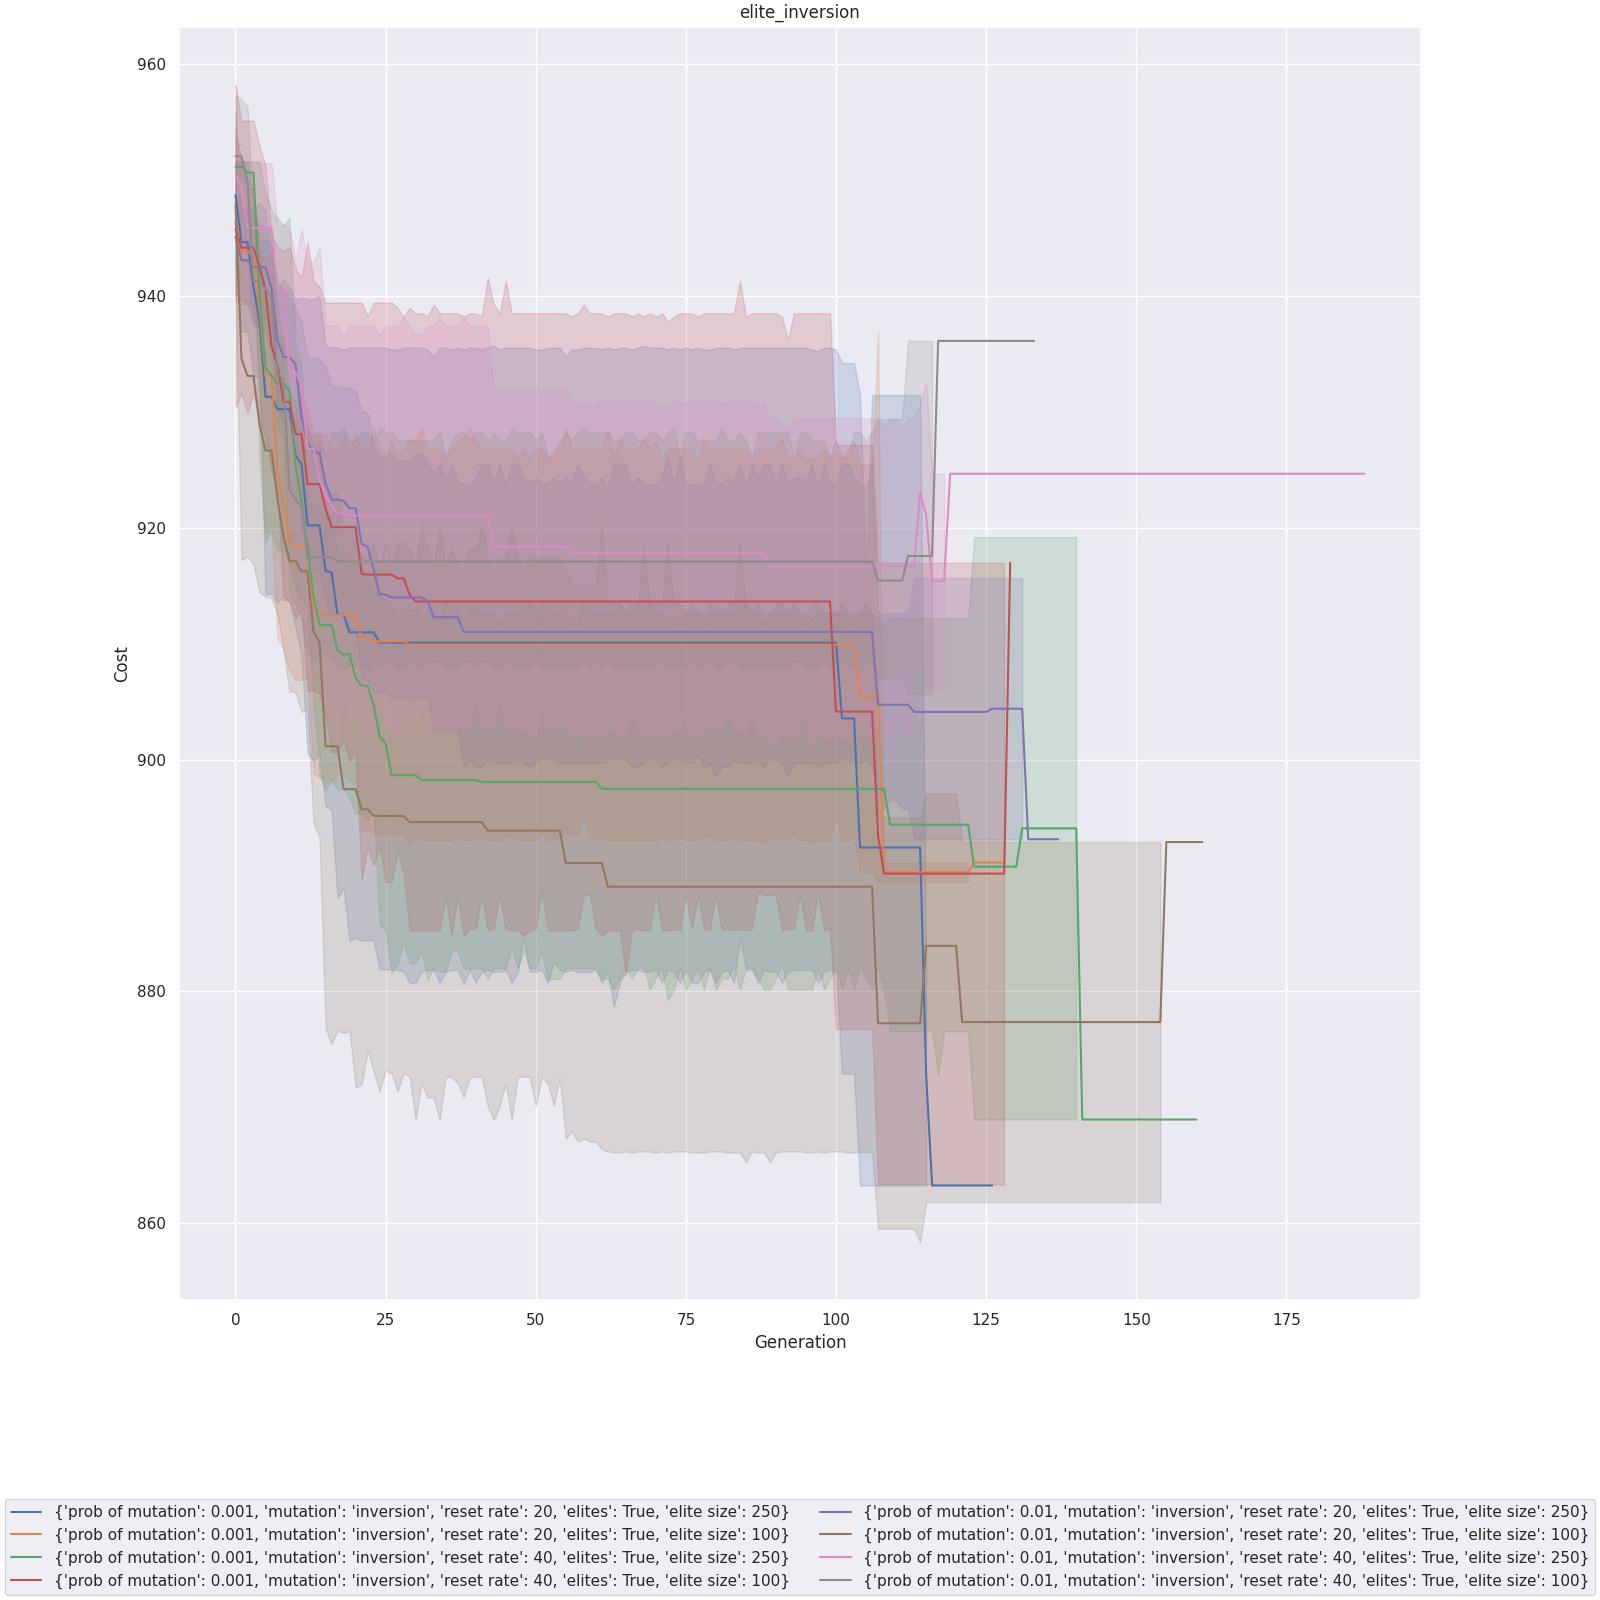 elite_inversion
960
940
920
900
880
860
Cost
0 25 50 75 100 125 150 175
Generation
{'prob of mutation': 0.001, 'mutation': 'inversion', 'reset rate': 20, 'elites': True, 'elite size': 250}
{'prob of mutation': 0.001, 'mutation': 'inversion', 'reset rate': 20, 'elites': True, 'elite size': 100}
{'prob of mutation': 0.001, 'mutation': 'inversion', 'reset rate': 40, 'elites': True, 'elite size': 250}
{'prob of mutation': 0.001, 'mutation': 'inversion', 'reset rate': 40, 'elites': True, 'elite size': 100}
{'prob of mutation': 0.01, 'mutation': 'inversion', 'reset rate': 20, 'elites': True, 'elite size': 250}
{'prob of mutation': 0.01, 'mutation': 'inversion', 'reset rate': 20, 'elites': True, 'elite size': 100}
{'prob of mutation': 0.01, 'mutation': 'inversion', 'reset rate': 40, 'elites': True, 'elite size': 250}
{'prob of mutation': 0.01, 'mutation': 'inversion', 'reset rate': 40, 'elites': True, 'elite size': 100}